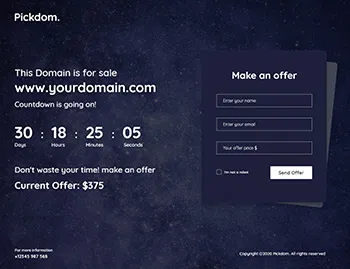 Pickdom.
This Domain is for sale
www.yourdomain.com
Countdown is going on!
30 : 18 : 25 : 05
Days Hours Minutes Seconds
Don't waste your time! make an offer
Current Offer: $375
Make an offer
Enter your name
Enter your email
Your offer price $
I'm not a robot
Send Offer
For more information
+12345 987 568
Copyright ©2020 Pickdom. All rights reserved